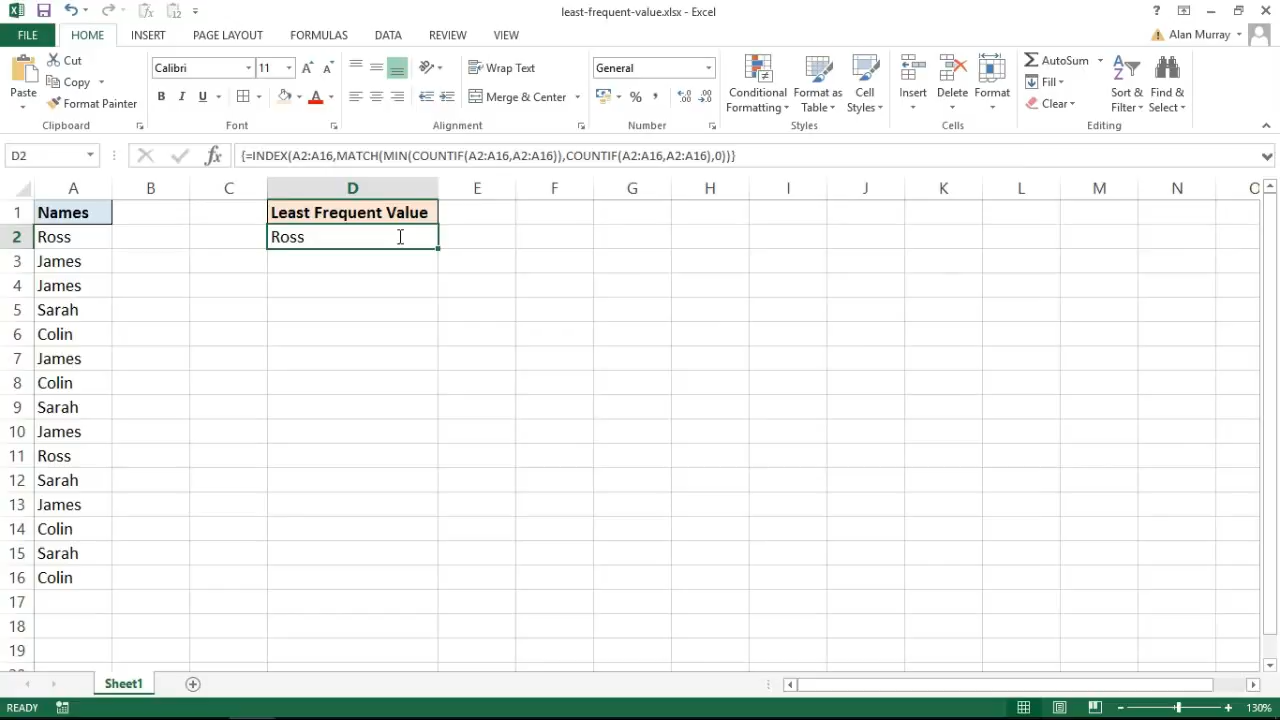 least-frequent-value.xlsx - Excel
FILE HOME INSERT PAGE LAYOUT FORMULAS DATA REVIEW VIEW Alan Murray
Paste
Cut
Copy
Format Painter
Clipboard
Calibri 11
B I U
Font
Wrap Text
Merge & Center
Alignment
General
Number
Conditional Formatting
Format as Table
Cell Styles
Styles
Insert Delete Format
Cells
AutoSum
Fill
Clear
Sort & Filter
Find & Select
Editing
D2 {=INDEX(A2:A16,MATCH(MIN(COUNTIF(A2:A16,A2:A16)),COUNTIF(A2:A16,A2:A16),0))}
A B C D E F G H I J K L M N O
1 Names Least Frequent Value
2 Ross Ross
3 James
4 James
5 Sarah
6 Colin
7 James
8 Colin
9 Sarah
10 James
11 Ross
12 Sarah
13 James
14 Colin
15 Sarah
16 Colin
17
18
19
Sheet1
READY 130%